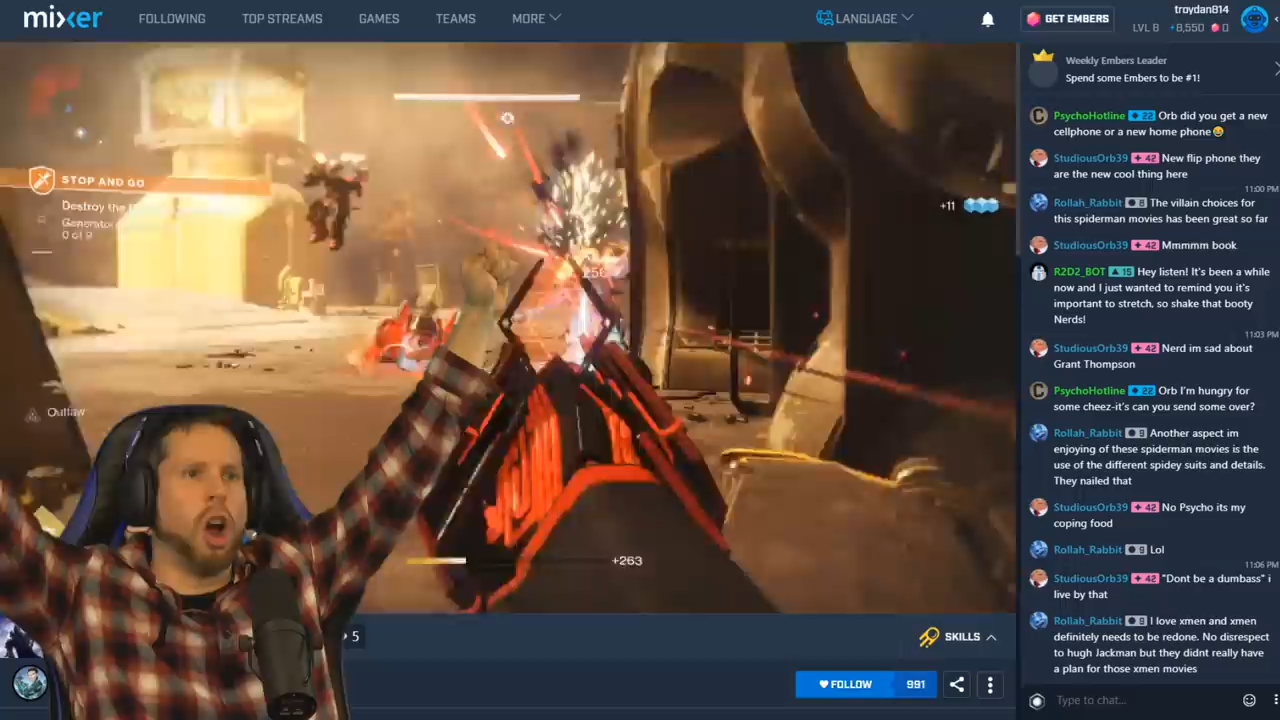 mixer
FOLLOWING
TOP STREAMS
GAMES
TEAMS
MORE
LANGUAGE
GET EMBERS
troydan814
LVL 8
8,550
0
Weekly Embers Leader
Spend some Embers to be #1!
STOP AND GO
Destroy the
Generator
0 of 9
+11
256
Outlaw
+263
5
SKILLS
FOLLOW 991
PsychoHotline 22 Orb did you get a new
cellphone or a new home phone
StudiousOrb39 42 New flip phone they
are the new cool thing here
11:00 PM
Rollah_Rabbit 8 The villain choices for
this spiderman movies has been great so far
StudiousOrb39 42 Mmmmm book
R2D2_BOT 15 Hey listen! It's been a while
now and I just wanted to remind you it's
important to stretch, so shake that booty
Nerds!
11:03 PM
StudiousOrb39 42 Nerd im sad about
Grant Thompson
PsychoHotline 22 Orb I'm hungry for
some cheez-it's can you send some over?
Rollah_Rabbit 9 Another aspect im
enjoying of these spiderman movies is the
use of the different spidey suits and details.
They nailed that
StudiousOrb39 42 No Psycho its my
coping food
Rollah_Rabbit 9 Lol
11:06 PM
StudiousOrb39 42 "Dont be a dumbass" i
live by that
Rollah_Rabbit 9 I love xmen and xmen
definitely needs to be redone. No disrespect
to hugh Jackman but they didnt really have
a plan for those xmen movies
Type to chat...